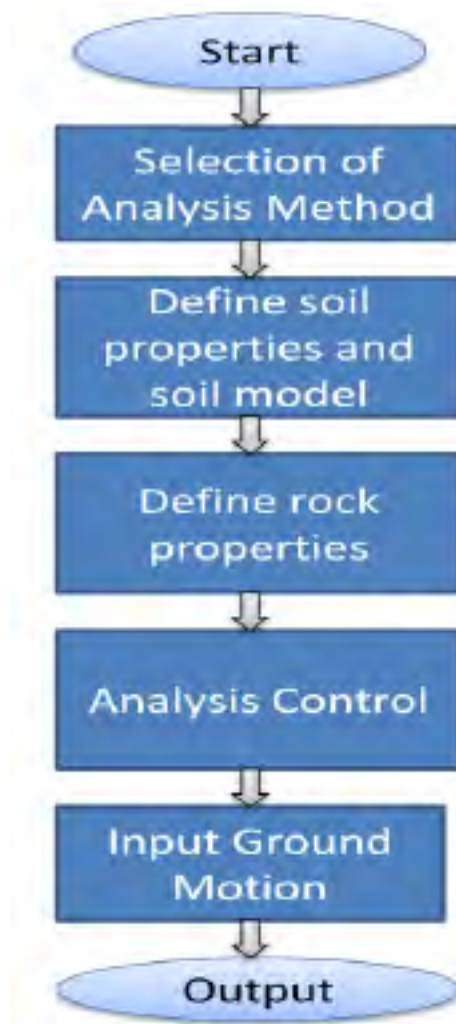 Start
Selection of
Analysis Method
Define soil
properties and
soil model
Define rock
properties
Analysis Control
Input Ground
Motion
Output